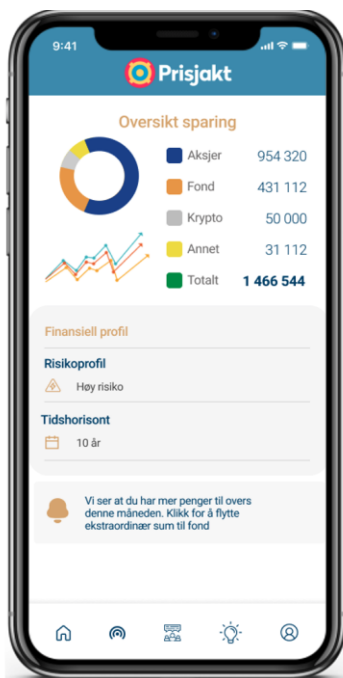 9:41
Prisjakt
Oversikt sparing
Aksjer 954 320
Fond 431 112
Krypto 50 000
Annet 31 112
Totalt 1 466 544
Finansiell profil
Risikoprofil
Høy risiko
Tidshorisont
10 år
Vi ser at du har mer penger til overs
denne måneden. Klikk for å flytte
ekstraordinær sum til fond